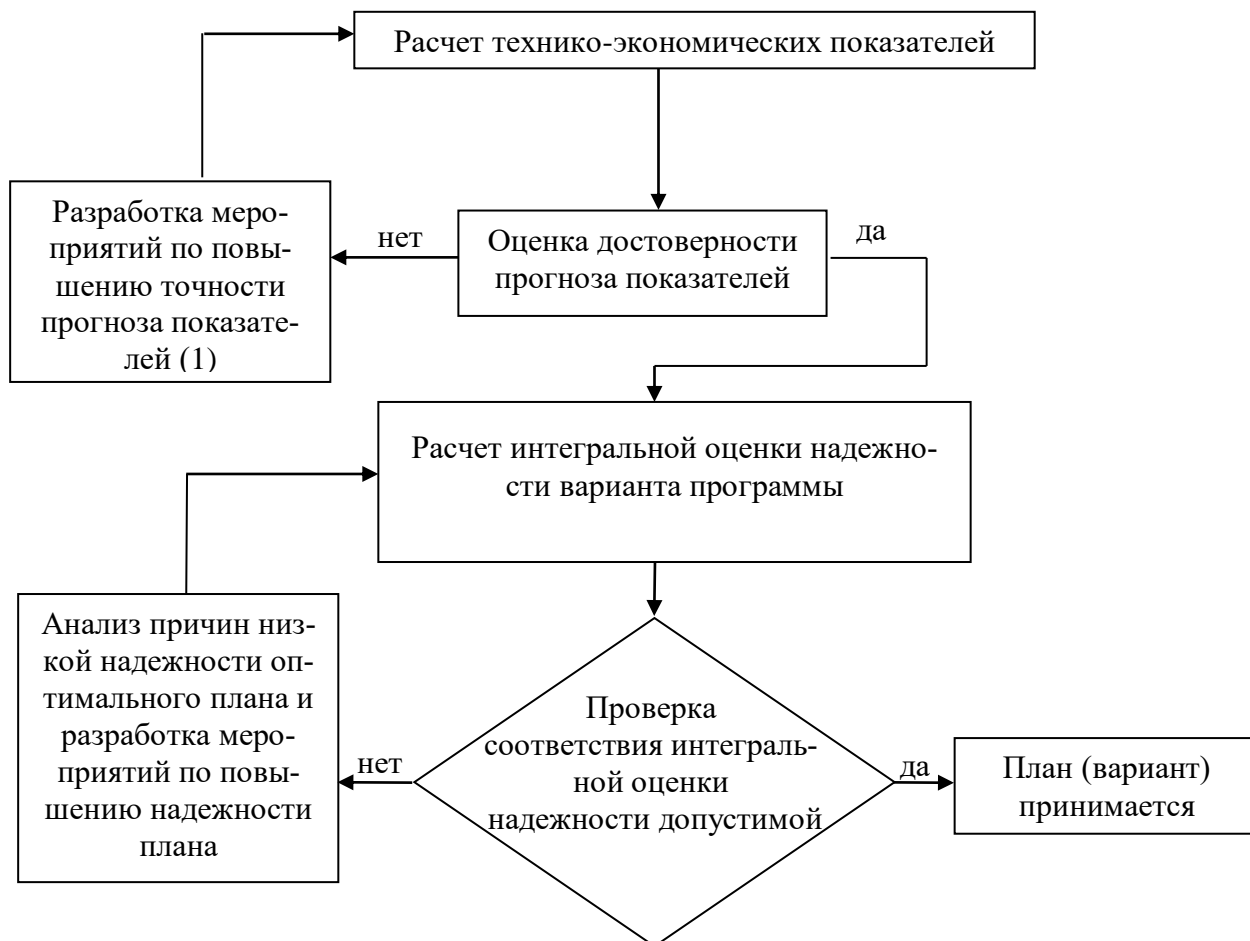 Расчет технико-экономических показателей
Разработка меро-
приятий по повы-
шению точности
прогноза показате-
лей (1)
нет
Оценка достоверности
прогноза показателей
да
Расчет интегральной оценки надежно-
сти варианта программы
Анализ причин низ-
кой надежности оп-
тимального плана и
разработка меро-
приятий по повы-
шению надежности
плана
нет
Проверка
соответствия интеграль-
ной оценки
надежности допустимой
да
План (вариант)
принимается